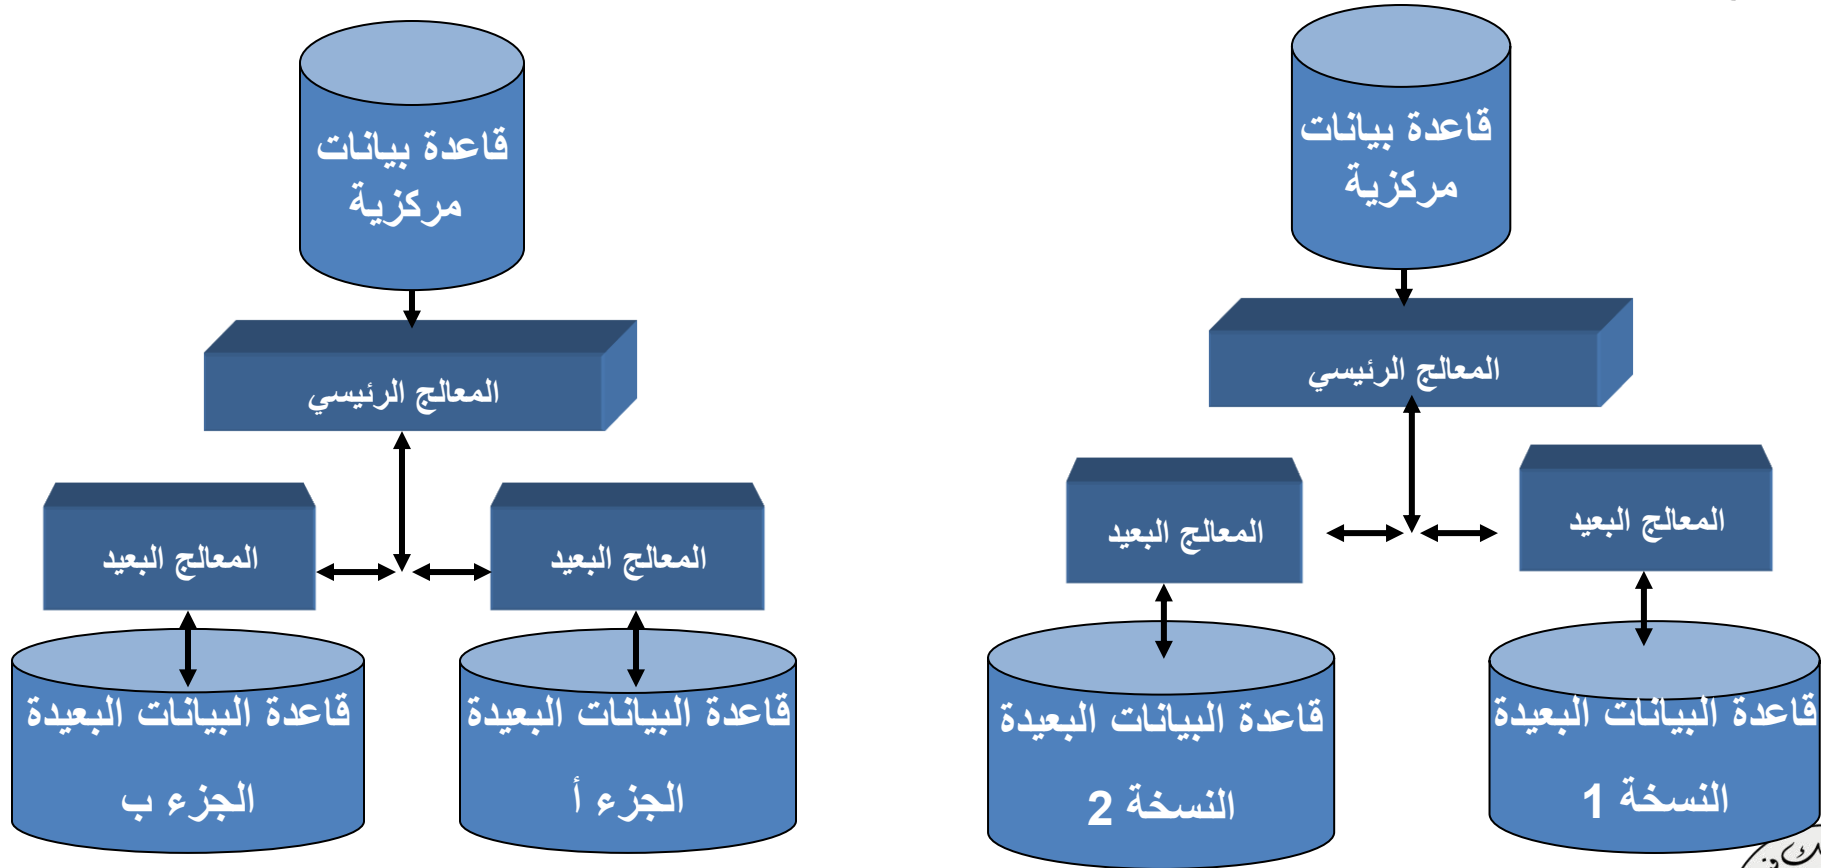 قاعدة بيانات
مركزية
المعالج الرئيسي
المعالج البعيد
المعالج البعيد
قاعدة البيانات البعيدة
النسخة 1
قاعدة البيانات البعيدة
النسخة 2
قاعدة بيانات
مركزية
المعالج الرئيسي
المعالج البعيد
المعالج البعيد
قاعدة البيانات البعيدة
الجزء أ
قاعدة البيانات البعيدة
الجزء ب